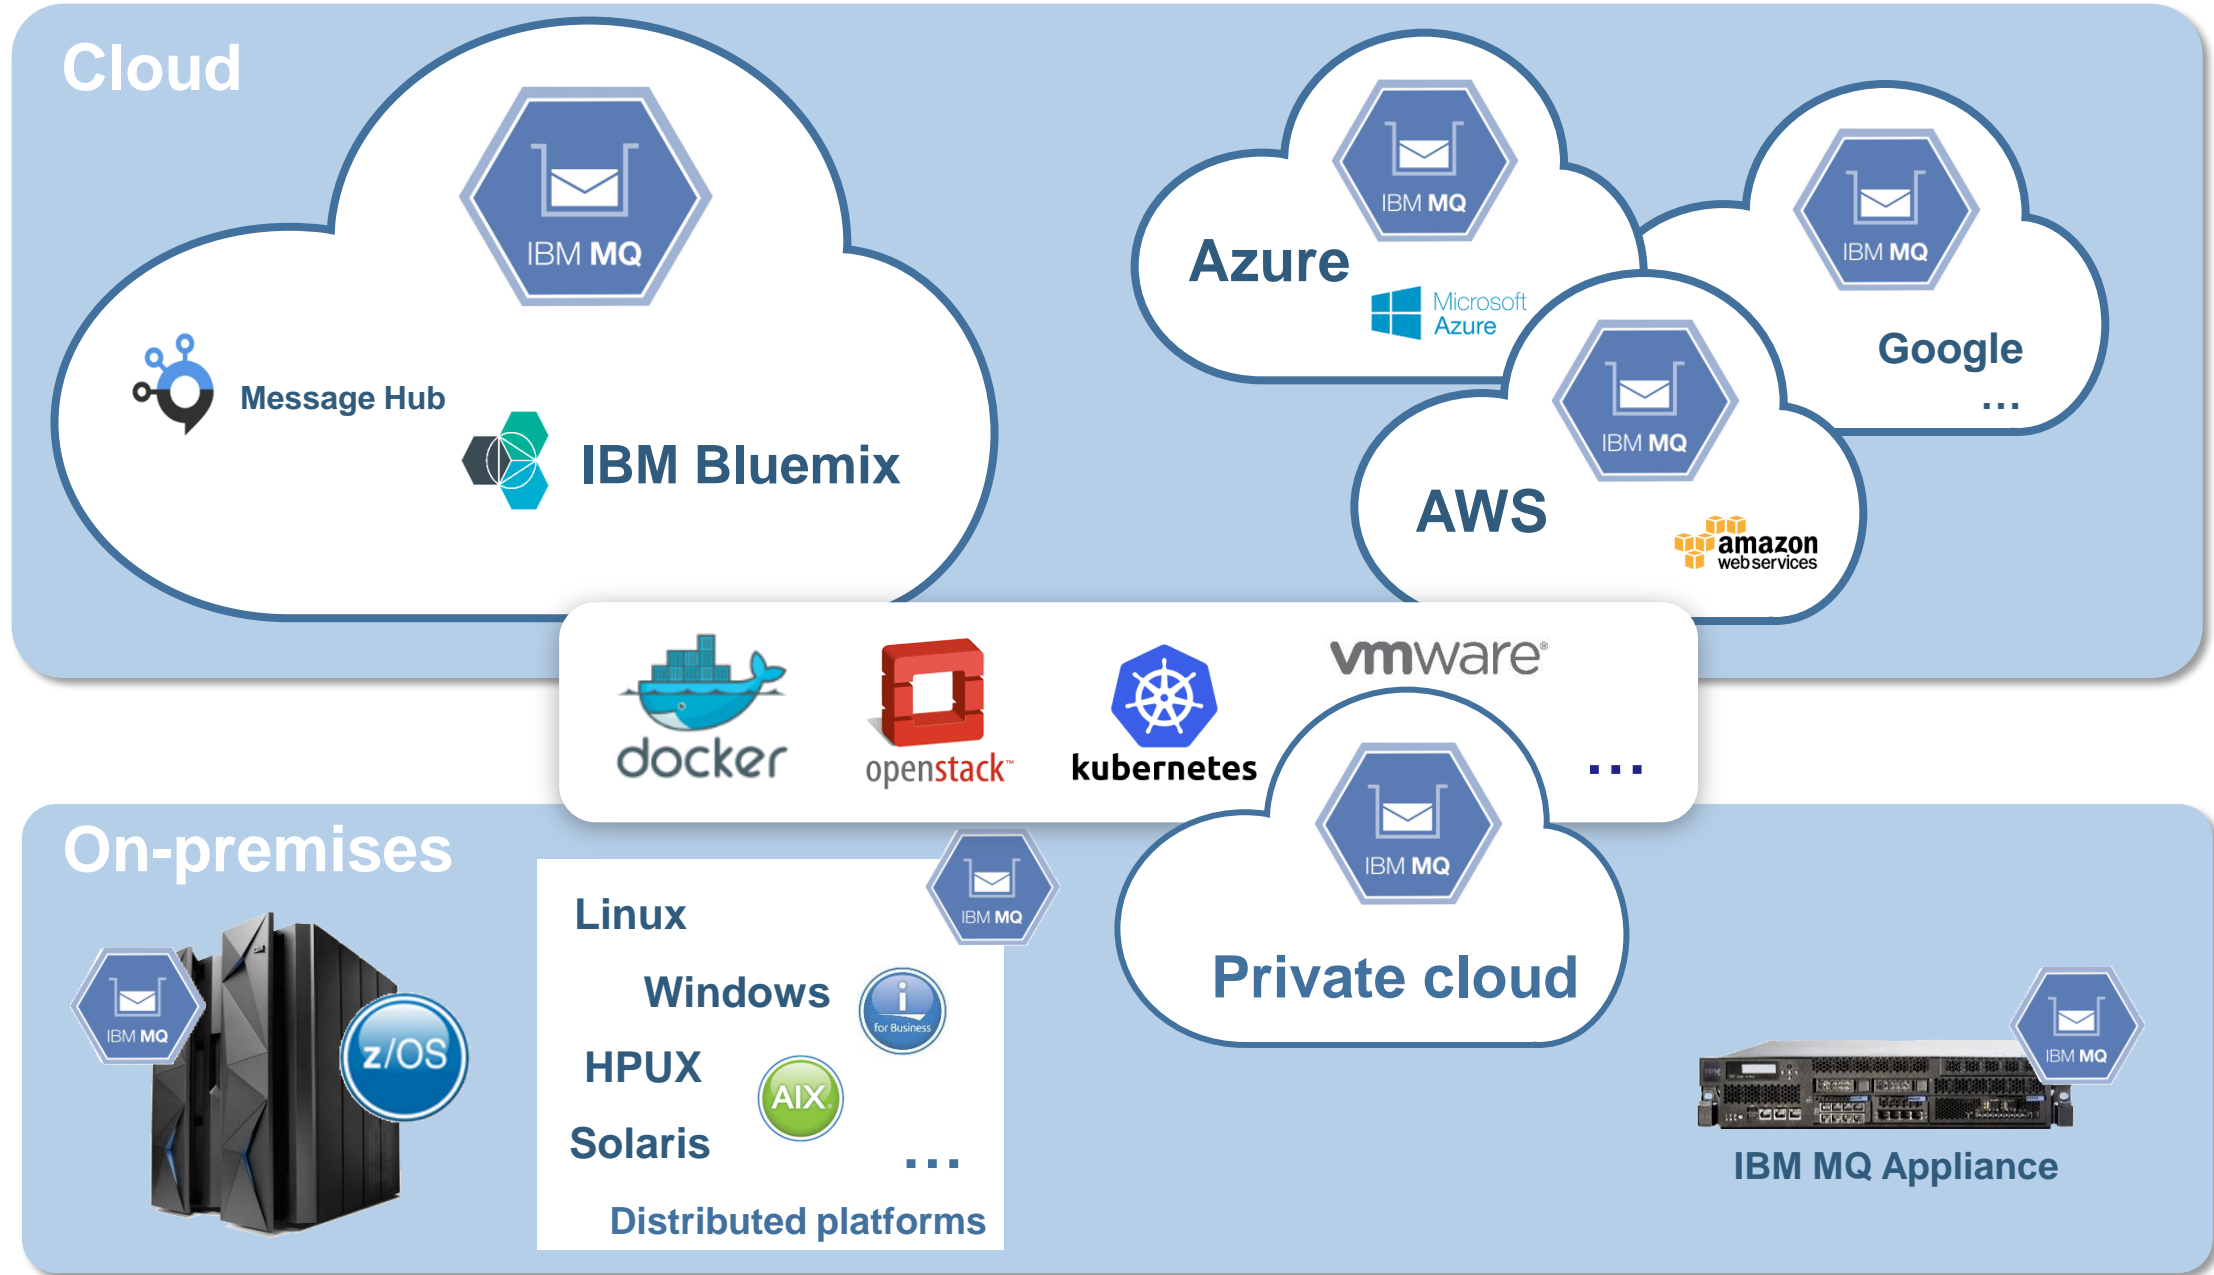 Cloud
IBM MQ
Message Hub
IBM Bluemix
IBM MQ
Azure
Microsoft
Azure
IBM MQ
Google
...
IBM MQ
AWS
amazon
web services
docker
openstack™
kubernetes
vmware®
...
On-premises
IBM MQ
z/OS
IBM MQ
Linux
Windows
i
for Business
HPUX
AIX
Solaris
...
Distributed platforms
IBM MQ
Private cloud
IBM MQ
IBM MQ Appliance